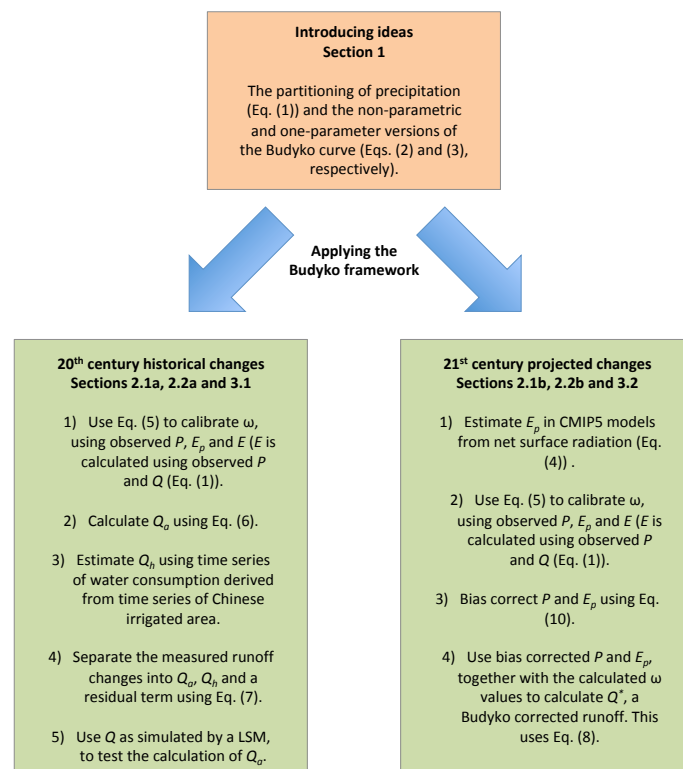 Introducing ideas
Section 1
The partitioning of precipitation
(Eq. (1)) and the non-parametric
and one-parameter versions of
the Budyko curve (Eqs. (2) and (3),
respectively).
Applying the
Budyko framework
20th century historical changes
Sections 2.1a, 2.2a and 3.1
1) Use Eq. (5) to calibrate ω,
using observed P, Ep and E (E is
calculated using observed P
and Q (Eq. (1)).
2) Calculate Qa using Eq. (6).
3) Estimate Qh using time series
of water consumption derived
from time series of Chinese
irrigated area.
4) Separate the measured runoff
changes into Qa, Qh and a
residual term using Eq. (7).
5) Use Q as simulated by a LSM,
to test the calculation of Qa.
21st century projected changes
Sections 2.1b, 2.2b and 3.2
1) Estimate Ep in CMIP5 models
from net surface radiation (Eq.
(4)) .
2) Use Eq. (5) to calibrate ω,
using observed P, Ep and E (E is
calculated using observed P
and Q (Eq. (1)).
3) Bias correct P and Ep using Eq.
(10).
4) Use bias corrected P and Ep,
together with the calculated ω
values to calculate Q*, a
Budyko corrected runoff. This
uses Eq. (8).